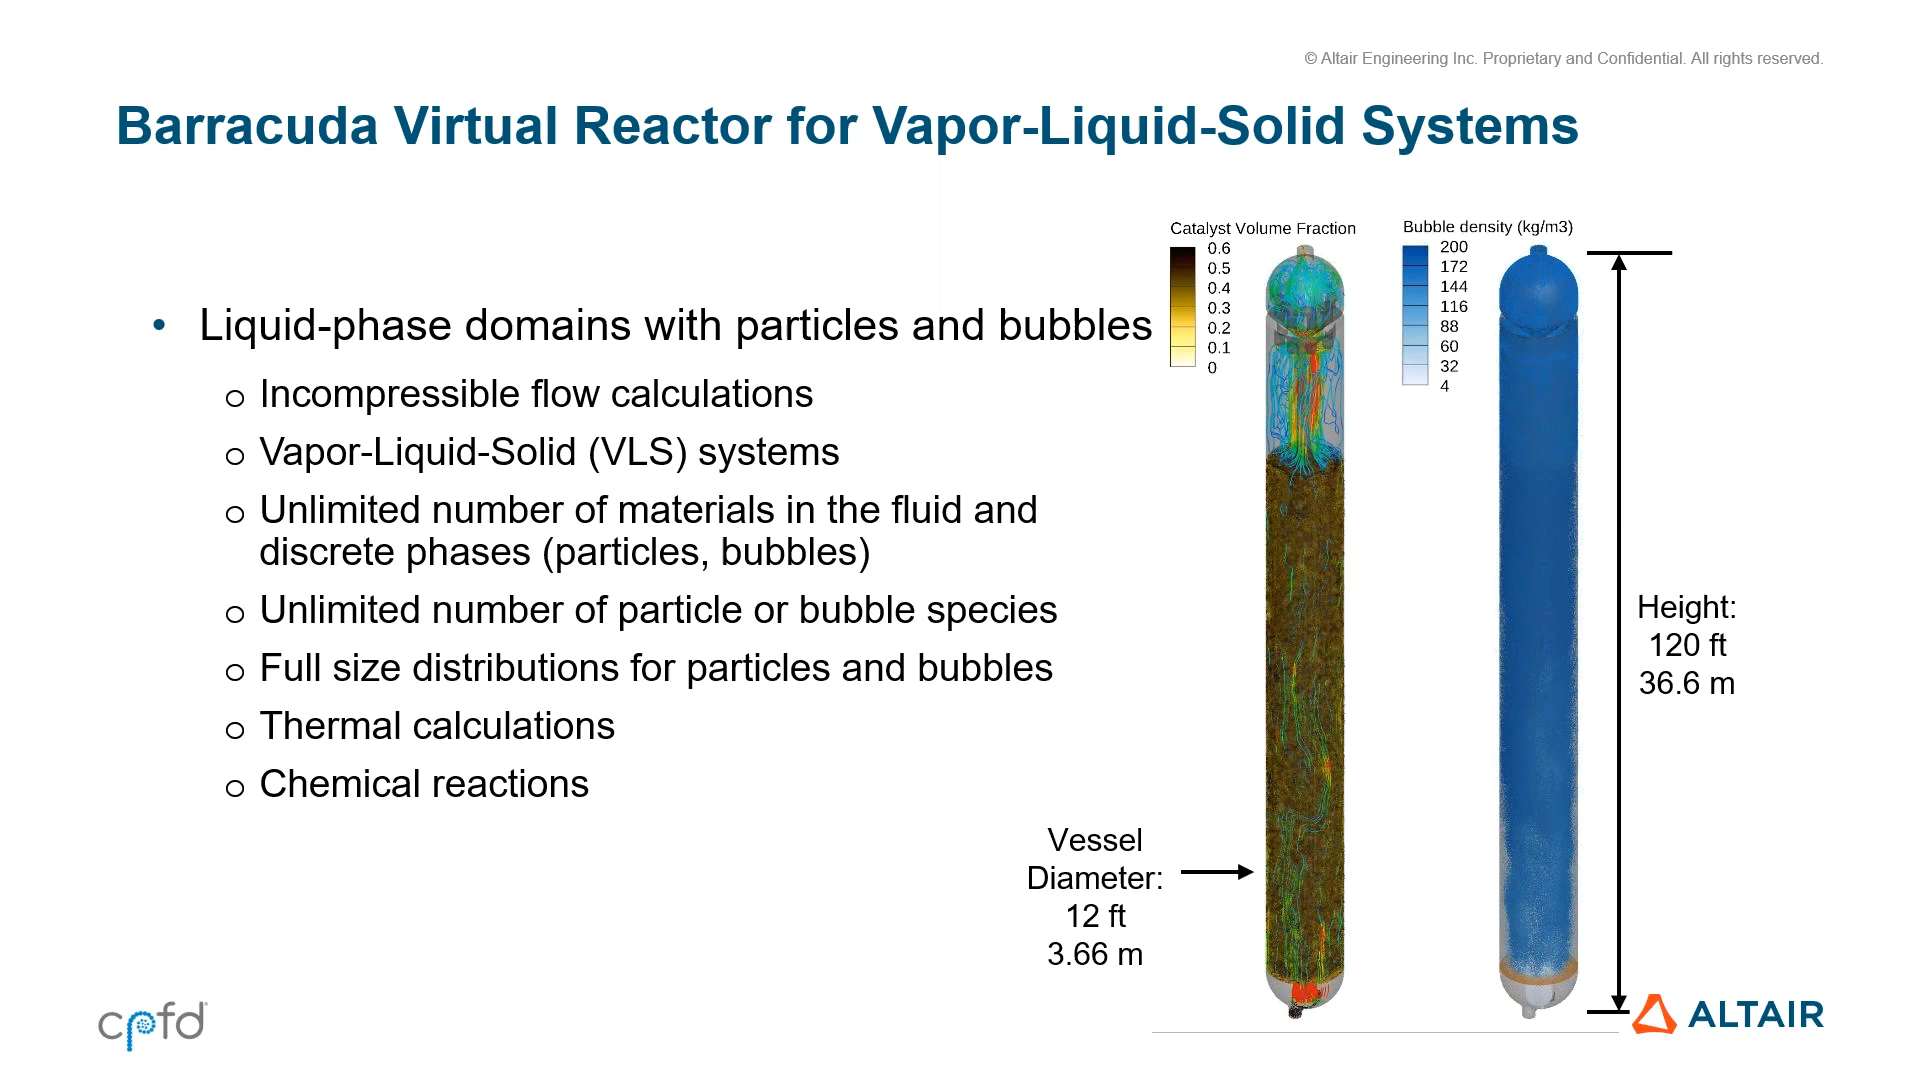 © Altair Engineering Inc. Proprietary and Confidential. All rights reserved.
Barracuda Virtual Reactor for Vapor-Liquid-Solid Systems
• Liquid-phase domains with particles and bubbles
o Incompressible flow calculations
o Vapor-Liquid-Solid (VLS) systems
o Unlimited number of materials in the fluid and
discrete phases (particles, bubbles)
o Unlimited number of particle or bubble species
o Full size distributions for particles and bubbles
o Thermal calculations
o Chemical reactions
Catalyst Volume Fraction
0.6
0.5
0.4
0.3
0.2
0.1
0
Bubble density (kg/m3)
200
172
144
116
88
60
32
4
Height:
120 ft
36.6 m
Vessel
Diameter:
12 ft
3.66 m
cpfd
ALTAIR